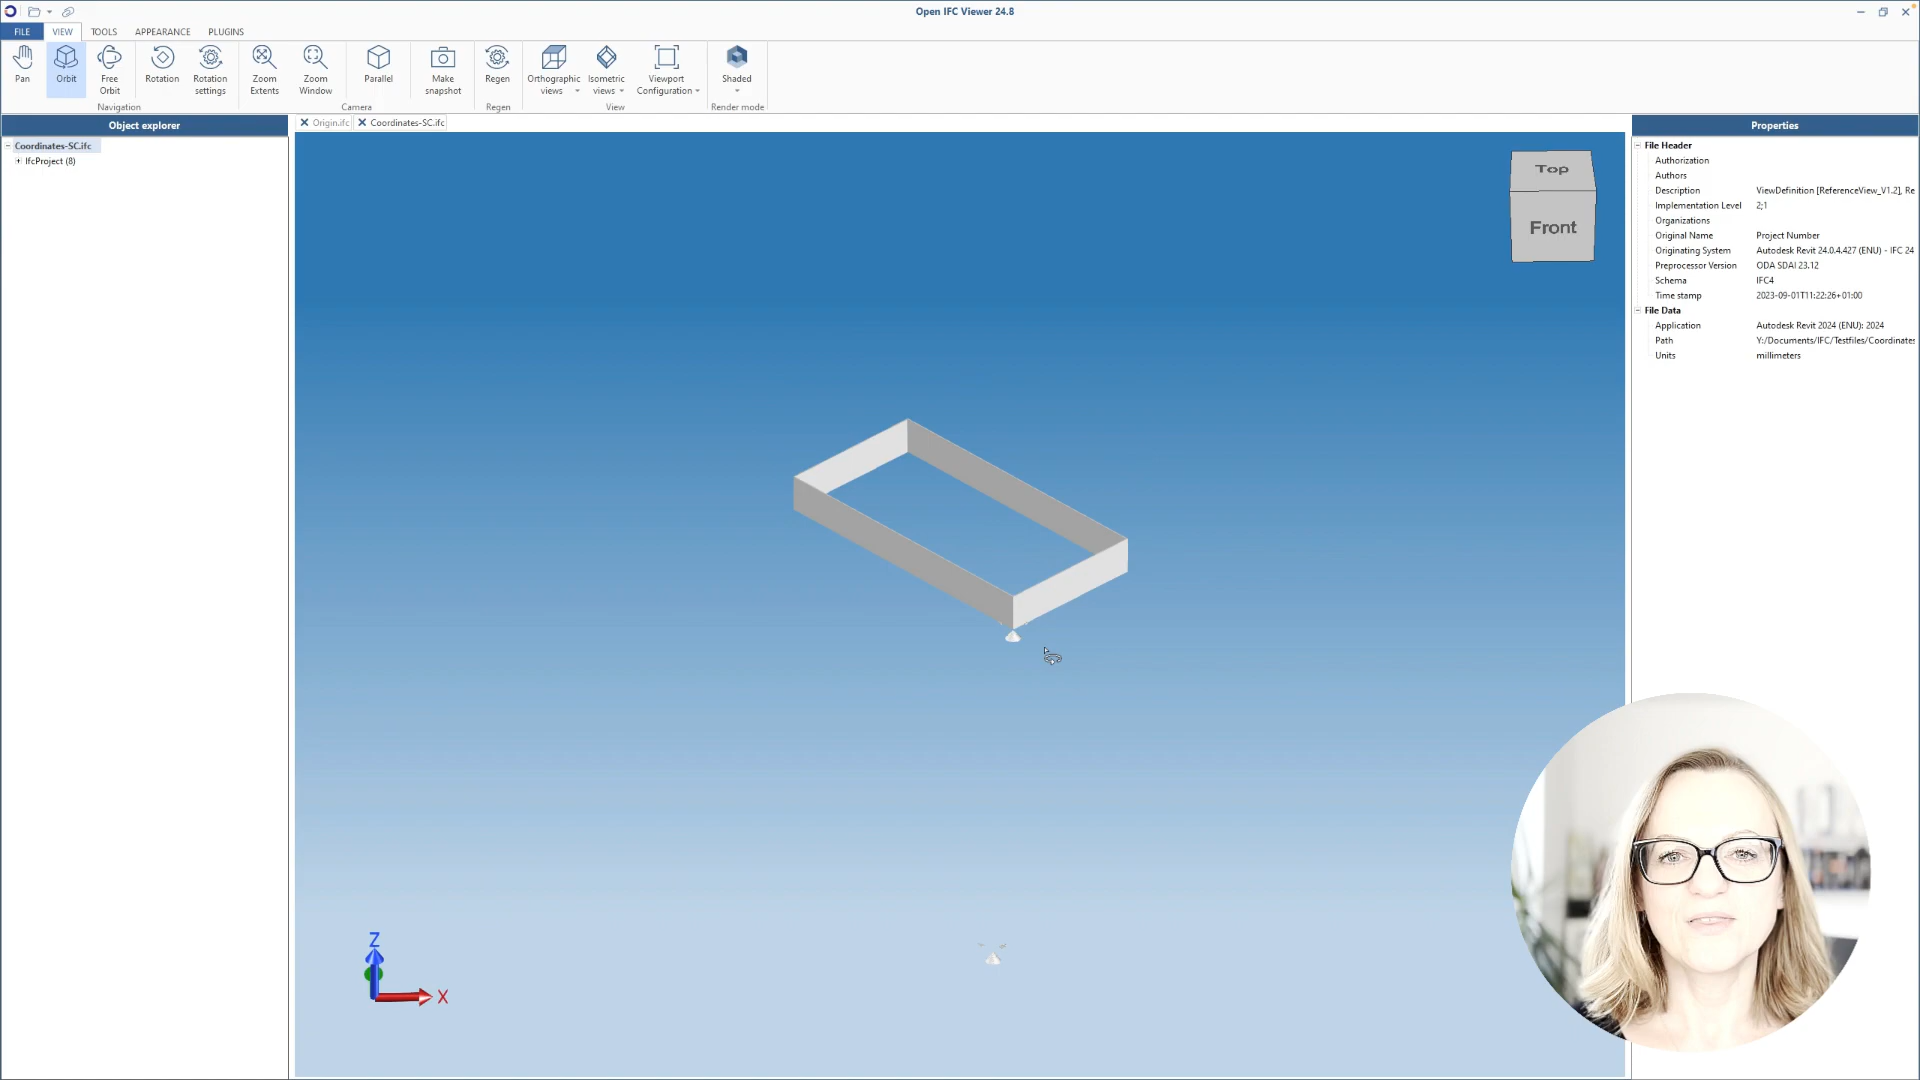 Open IFC Viewer 24.8
FILE VIEW TOOLS APPEARANCE PLUGINS
Pan
Orbit
Free
Orbit
Rotation
Rotation
settings
Navigation
Zoom
Extents
Zoom
Window
Parallel
Make
snapshot
Camera
Regen
Regen
Orthographic
views
Isometric
views
Viewport
Configuration
View
Shaded
Render mode
Object explorer
Coordinates-SC.ifc
IfcProject (8)
Origin.ifc Coordinates-SC.ifc
Top
Front
Z
X
Properties
File Header
Authorization
Authors
Description ViewDefinition [ReferenceView_V1.2], Re
Implementation Level 2;1
Organizations
Original Name Project Number
Originating System Autodesk Revit 24.0.4.427 (ENU) - IFC 24
Preprocessor Version ODA SDAI 23.12
Schema IFC4
Time stamp 2023-09-01T11:22:26+01:00
File Data
Application Autodesk Revit 2024 (ENU): 2024
Path Y:/Documents/IFC/Testfiles/Coordinates
Units millimeters